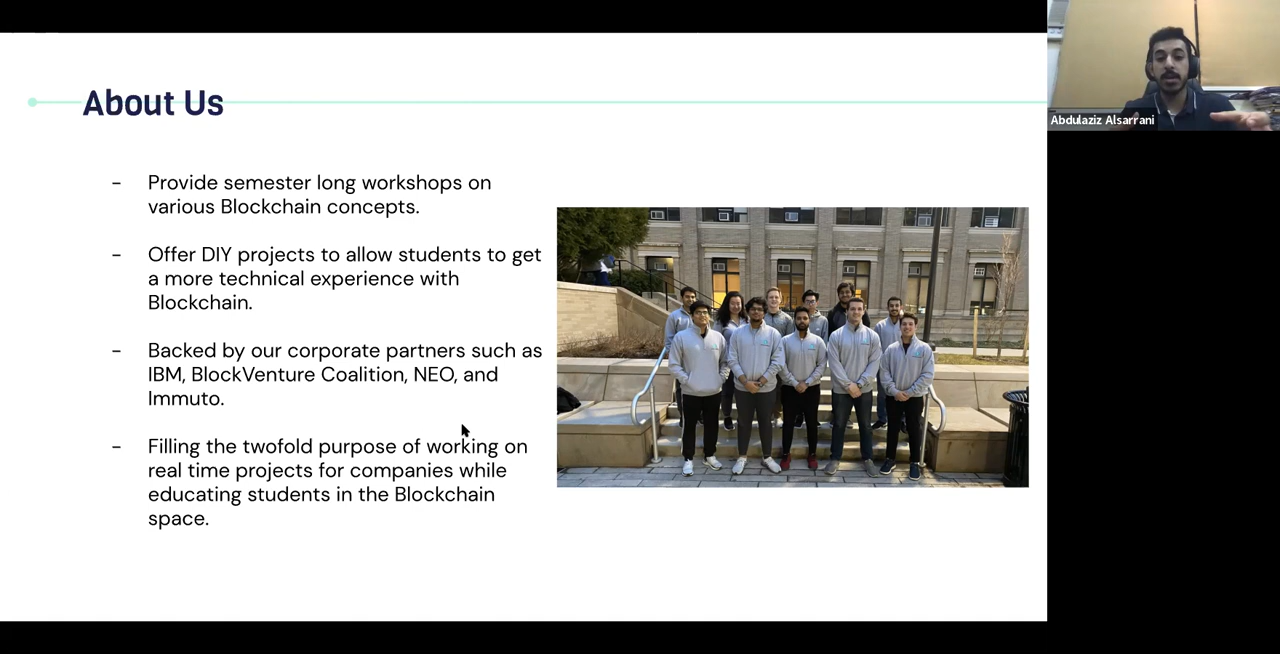 About Us
- Provide semester long workshops on
various Blockchain concepts.
- Offer DIY projects to allow students to get
a more technical experience with
Blockchain.
- Backed by our corporate partners such as
IBM, BlockVenture Coalition, NEO, and
Immuto.
- Filling the twofold purpose of working on
real time projects for companies while
educating students in the Blockchain
space.
Abdulaziz Alsarrani